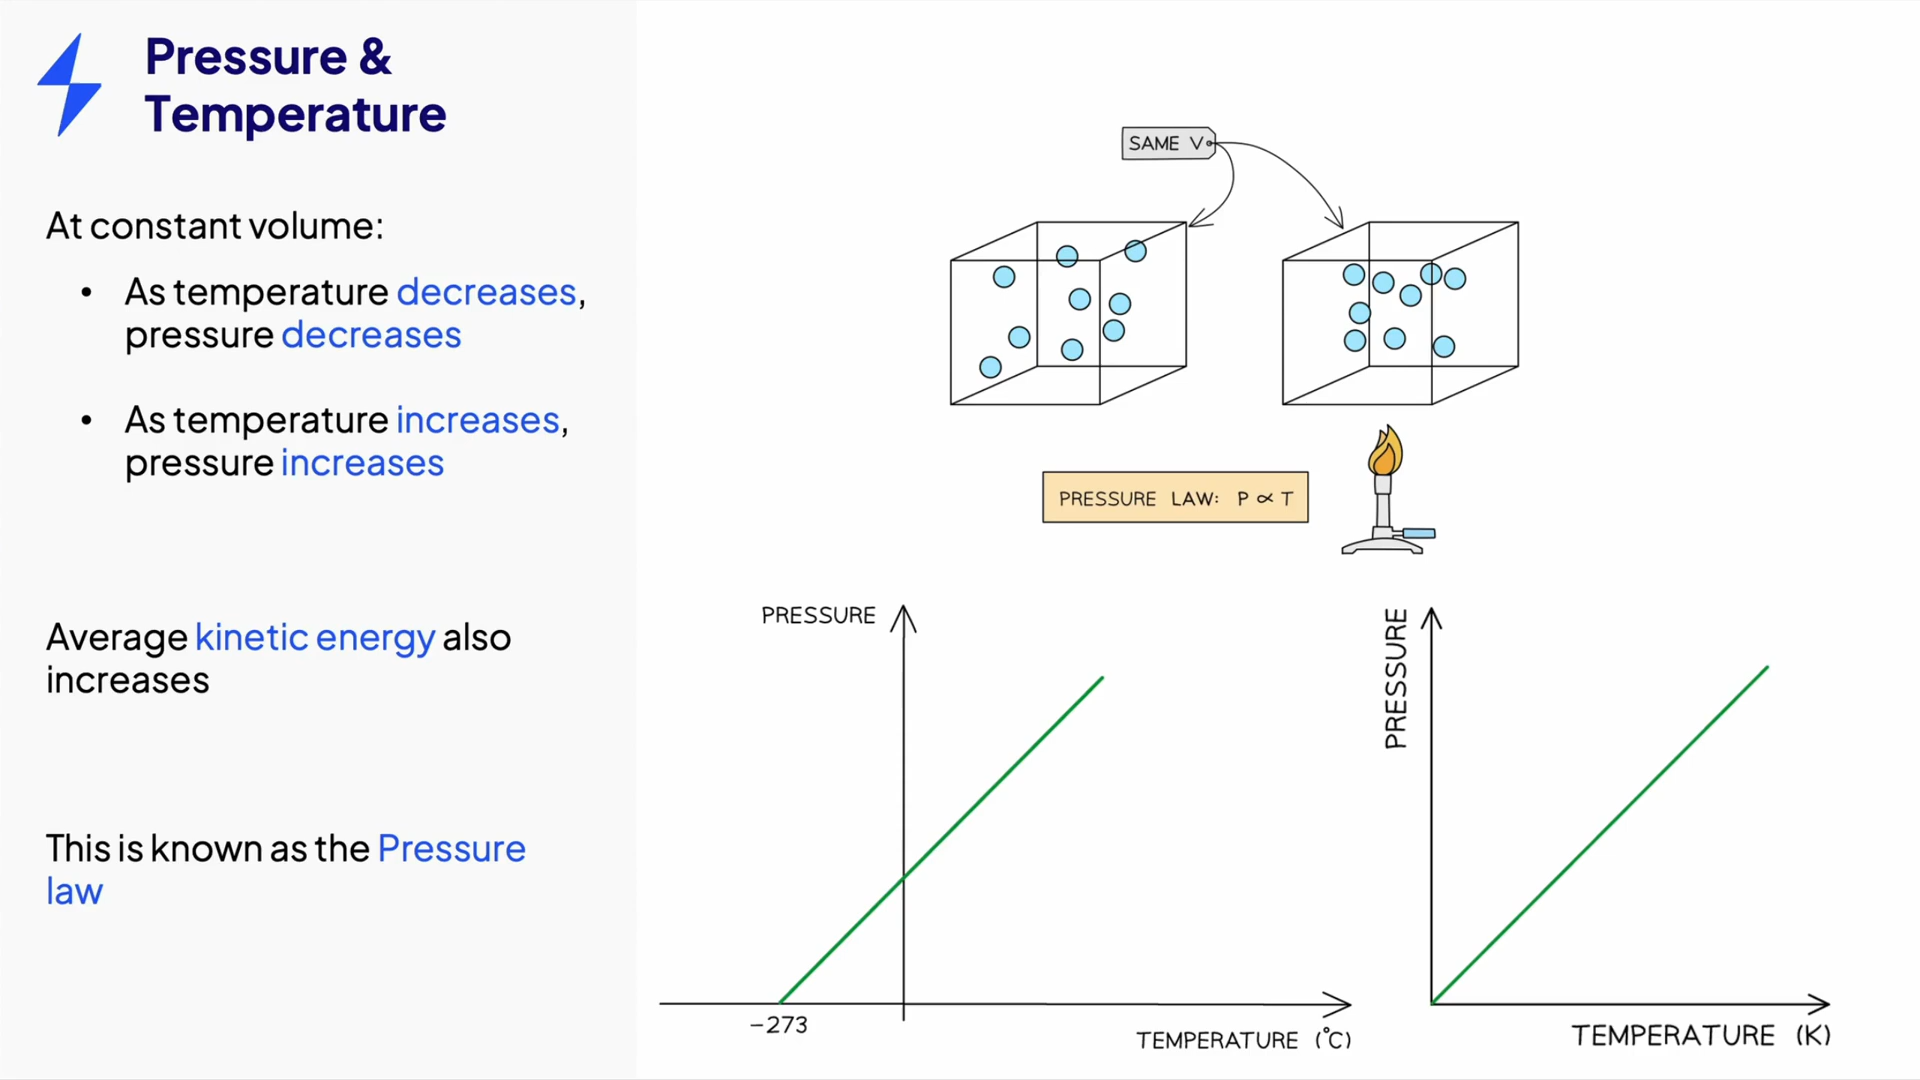 Pressure &
Temperature
At constant volume:
• As temperature decreases,
pressure decreases
• As temperature increases,
pressure increases
Average kinetic energy also
increases
This is known as the Pressure
law
SAME V
PRESSURE LAW: P ∝ T
PRESSURE
-273
TEMPERATURE (°C)
PRESSURE
TEMPERATURE (K)